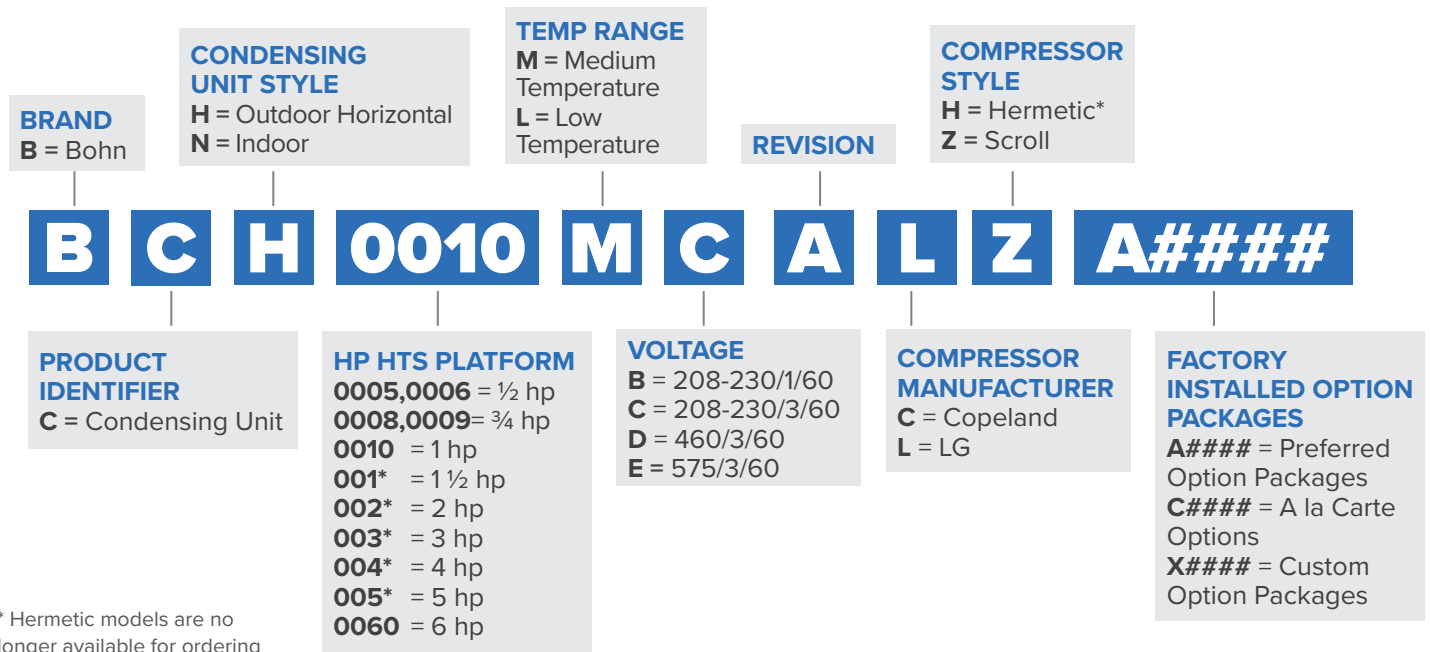 BRAND
B = Bohn
CONDENSING
UNIT STYLE
H = Outdoor Horizontal
N = Indoor
TEMP RANGE
M = Medium
Temperature
L = Low
Temperature
REVISION
COMPRESSOR
STYLE
H = Hermetic*
Z = Scroll
B C H 0010 M C A L Z A####
PRODUCT
IDENTIFIER
C = Condensing Unit
HP HTS PLATFORM
0005,0006 = ½ hp
0008,0009= ¾ hp
0010 = 1 hp
001* = 1 ½ hp
002* = 2 hp
003* = 3 hp
004* = 4 hp
005* = 5 hp
0060 = 6 hp
VOLTAGE
B = 208-230/1/60
C = 208-230/3/60
D = 460/3/60
E = 575/3/60
COMPRESSOR
MANUFACTURER
C = Copeland
L = LG
FACTORY
INSTALLED OPTION
PACKAGES
A#### = Preferred
Option Packages
C#### = A la Carte
Options
X#### = Custom
Option Packages
* Hermetic models are no
longer available for ordering